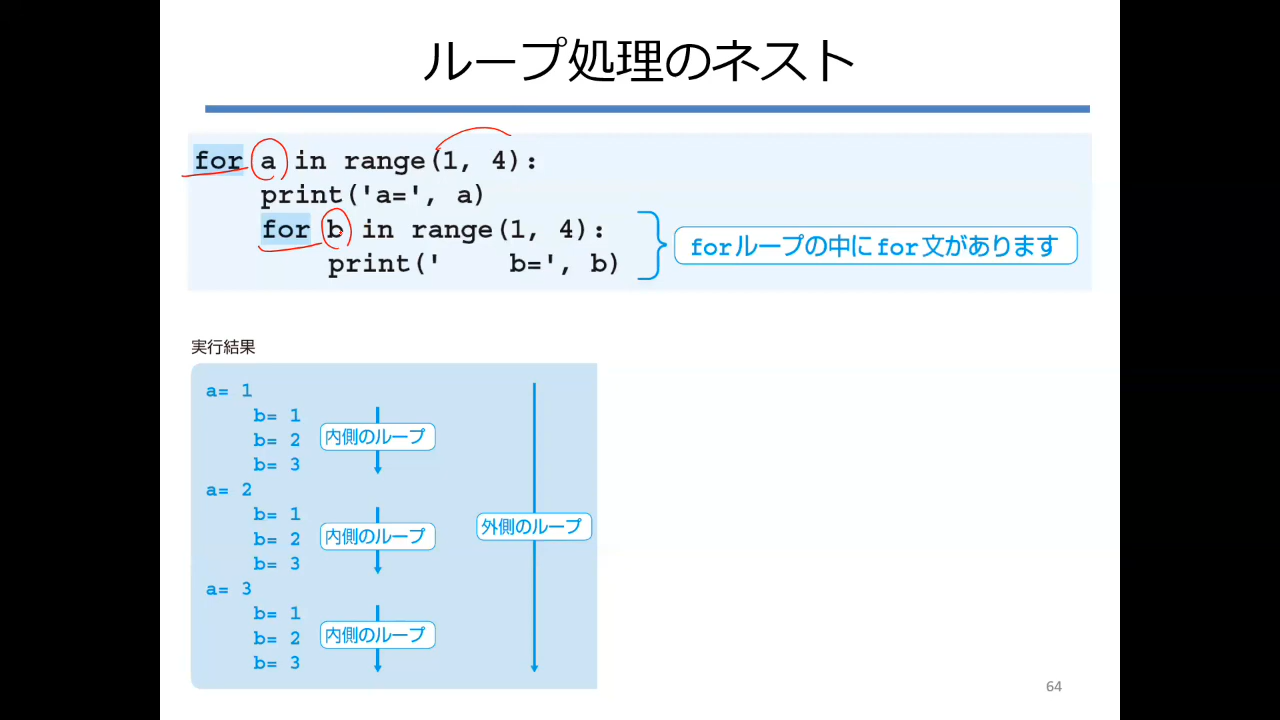 ループ処理のネスト
for a in range(1, 4):
    print('a=', a)
    for b in range(1, 4):
        print('    b=', b)
forループの中にfor文があります
実行結果
a= 1
    b= 1
    b= 2
    b= 3
内側のループ
a= 2
    b= 1
    b= 2
    b= 3
内側のループ
a= 3
    b= 1
    b= 2
    b= 3
内側のループ
外側のループ
64